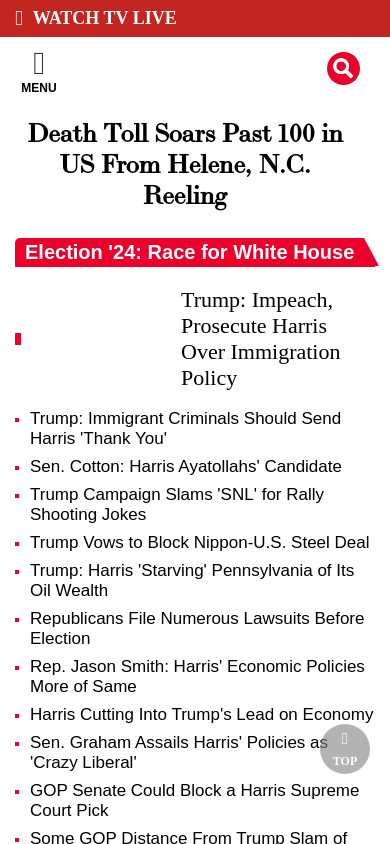 WATCH TV LIVE
MENU
Death Toll Soars Past 100 in
US From Helene, N.C.
Reeling
Election '24: Race for White House
Trump: Impeach,
Prosecute Harris
Over Immigration
Policy
Trump: Immigrant Criminals Should Send
Harris 'Thank You'
Sen. Cotton: Harris Ayatollahs' Candidate
Trump Campaign Slams 'SNL' for Rally
Shooting Jokes
Trump Vows to Block Nippon-U.S. Steel Deal
Trump: Harris 'Starving' Pennsylvania of Its
Oil Wealth
Republicans File Numerous Lawsuits Before
Election
Rep. Jason Smith: Harris' Economic Policies
More of Same
Harris Cutting Into Trump's Lead on Economy
Sen. Graham Assails Harris' Policies as
'Crazy Liberal'
TOP
GOP Senate Could Block a Harris Supreme
Court Pick
Some GOP Distance From Trump Slam of